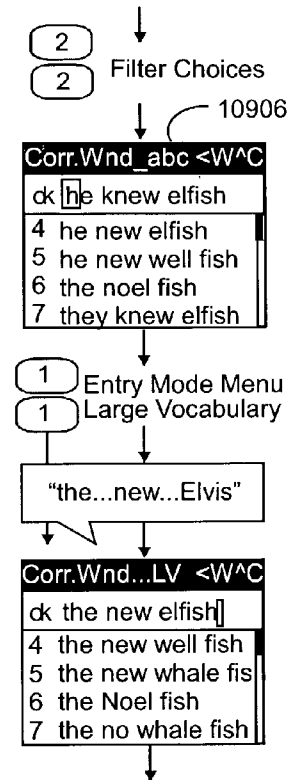 2
2
Filter Choices
10906
Corr.Wnd_abc <W^C
ok he knew elfish
4 he new elfish
5 he new well fish
6 the noel fish
7 they knew elfish
1
1
Entry Mode Menu
Large Vocabulary
“the...new...Elvis”
Corr.Wnd...LV <W^C
ok the new elfish
4 the new well fish
5 the new whale fis
6 the Noel fish
7 the no whale fish